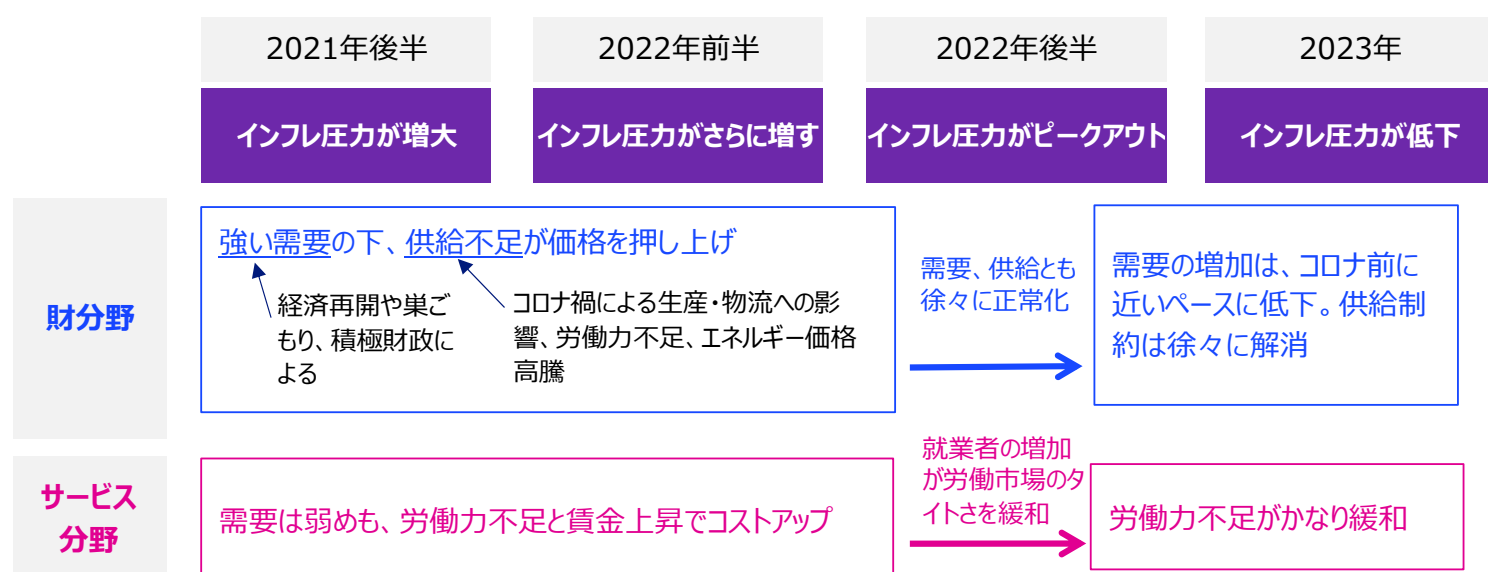 2021年後半
2022年前半
2022年後半
2023年
インフレ圧力が増大
インフレ圧力がさらに増す
インフレ圧力がピークアウト
インフレ圧力が低下
財分野
強い需要の下、供給不足が価格を押し上げ
経済再開や巣ご
もり、積極財政に
よる
コロナ禍による生産・物流への影
響、労働力不足、エネルギー価格
高騰
需要、供給とも
徐々に正常化
需要の増加は、コロナ前に
近いペースに低下。供給制
約は徐々に解消
サービス
分野
需要は弱めも、労働力不足と賃金上昇でコストアップ
就業者の増加
が労働市場のタ
イトさを緩和
労働力不足がかなり緩和